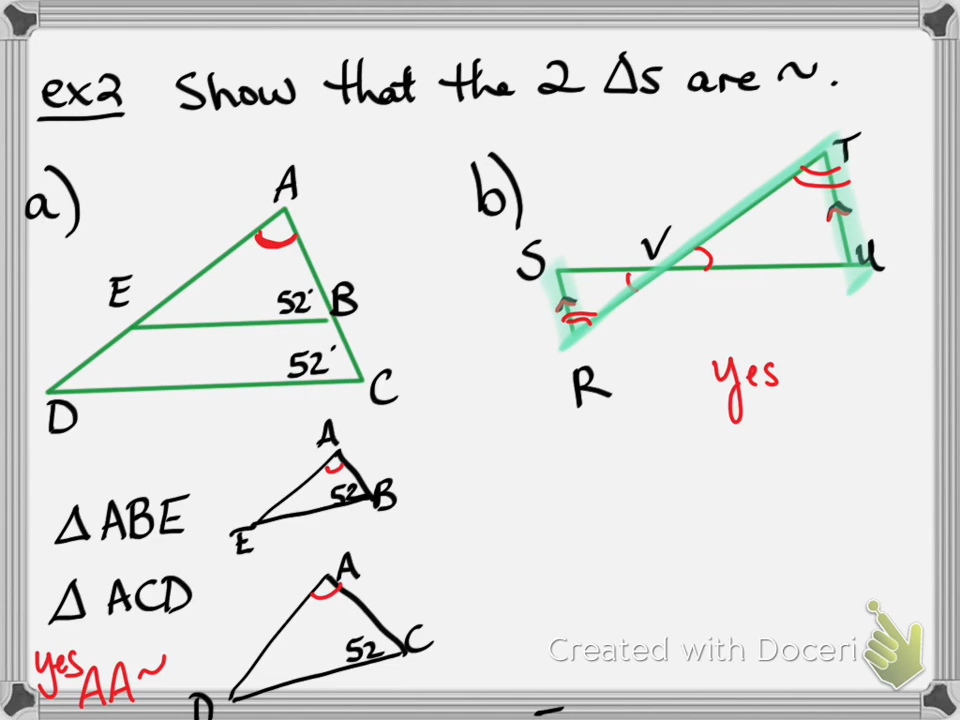 ex2 Show that the 2 Δs are ~.
a)
A
E
52°
B
52°
D
C
b)
T
S
V
U
R
yes
Δ ABE
A
52
B
E
Δ ACD
A
52
C
D
yes AA~
Created with Doceri